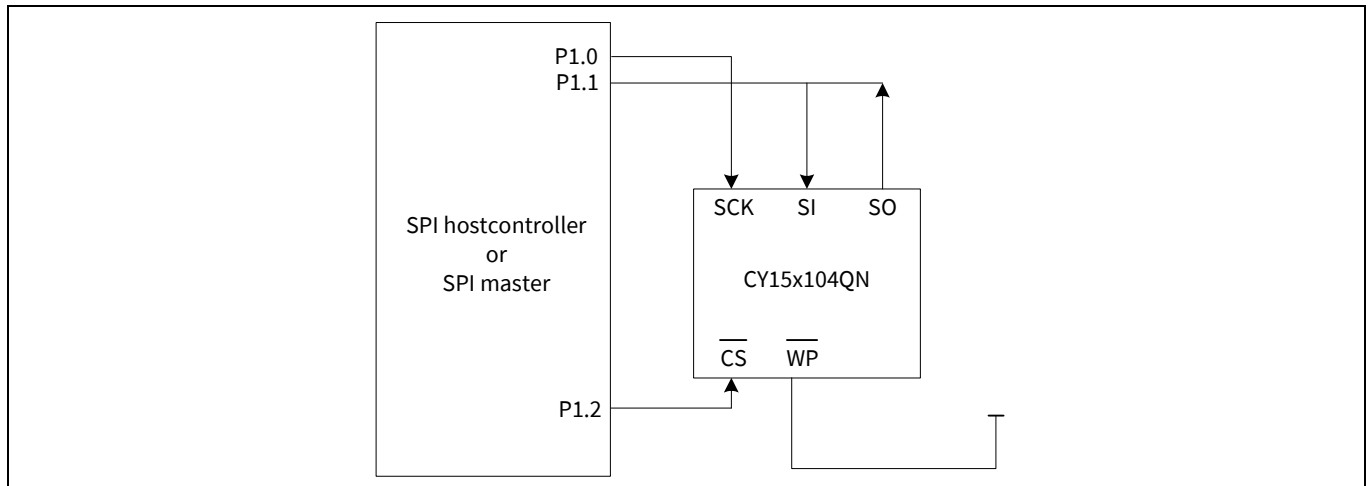 P1.0
P1.1
SCK SI SO
SPI hostcontroller
or
SPI master
CY15x104QN
CS WP
P1.2